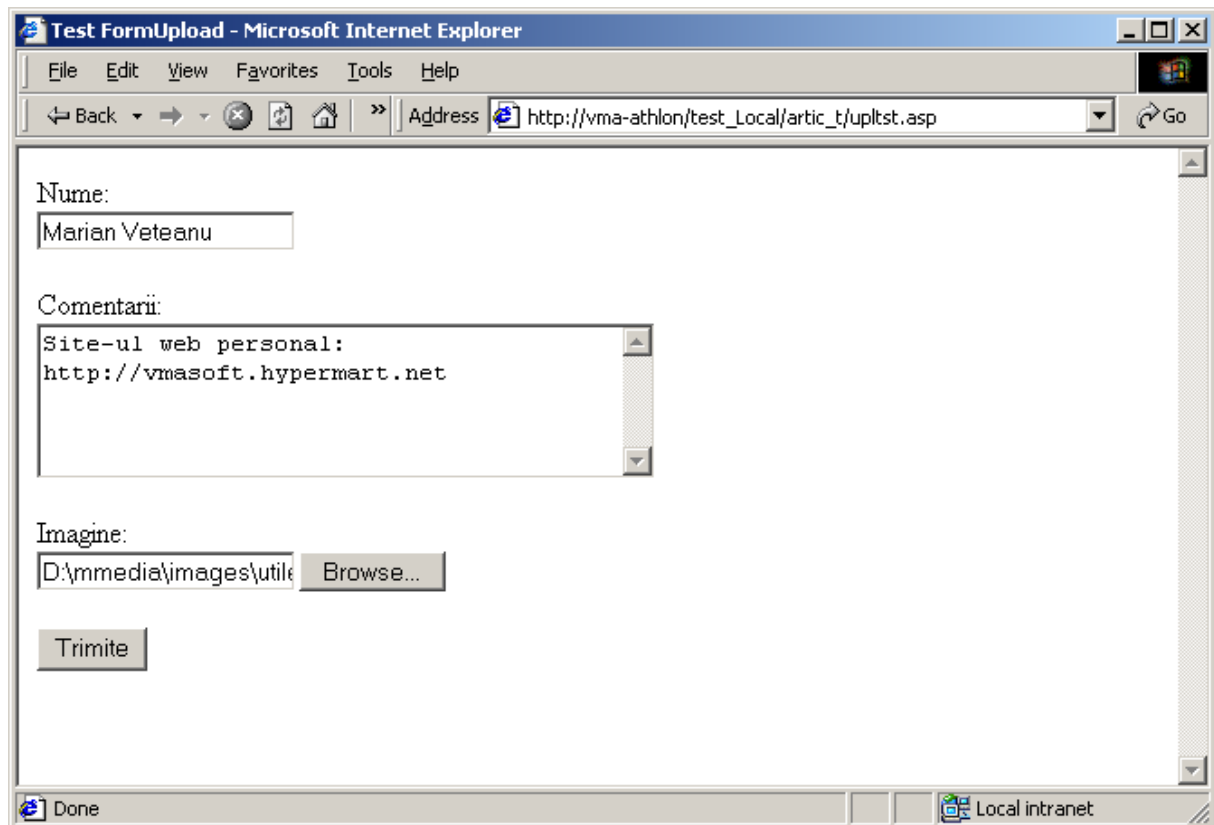 Test FormUpload - Microsoft Internet Explorer
File Edit View Favorites Tools Help
Back » Address http://vma-athlon/test_Local/artic_t/upltst.asp Go
Nume:
Marian Veteanu
Comentarii:
Site-ul web personal:
http://vmasoft.hypermart.net
Imagine:
D:\mmedia\images\utile Browse...
Trimite
Done Local intranet